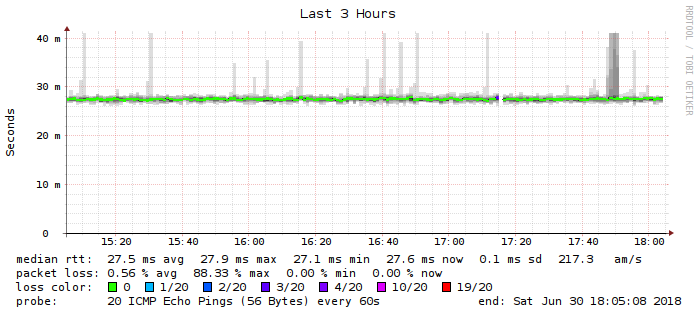 Last 3 Hours
RRDTOOL / TOBI OETIKER
Seconds
40 m
30 m
20 m
10 m
0
15:20 15:40 16:00 16:20 16:40 17:00 17:20 17:40 18:00
median rtt: 27.5 ms avg 27.9 ms max 27.1 ms min 27.6 ms now 0.1 ms sd 217.3 am/s
packet loss: 0.56 % avg 88.33 % max 0.00 % min 0.00 % now
loss color: 0 1/20 2/20 3/20 4/20 10/20 19/20
probe: 20 ICMP Echo Pings (56 Bytes) every 60s end: Sat Jun 30 18:05:08 2018